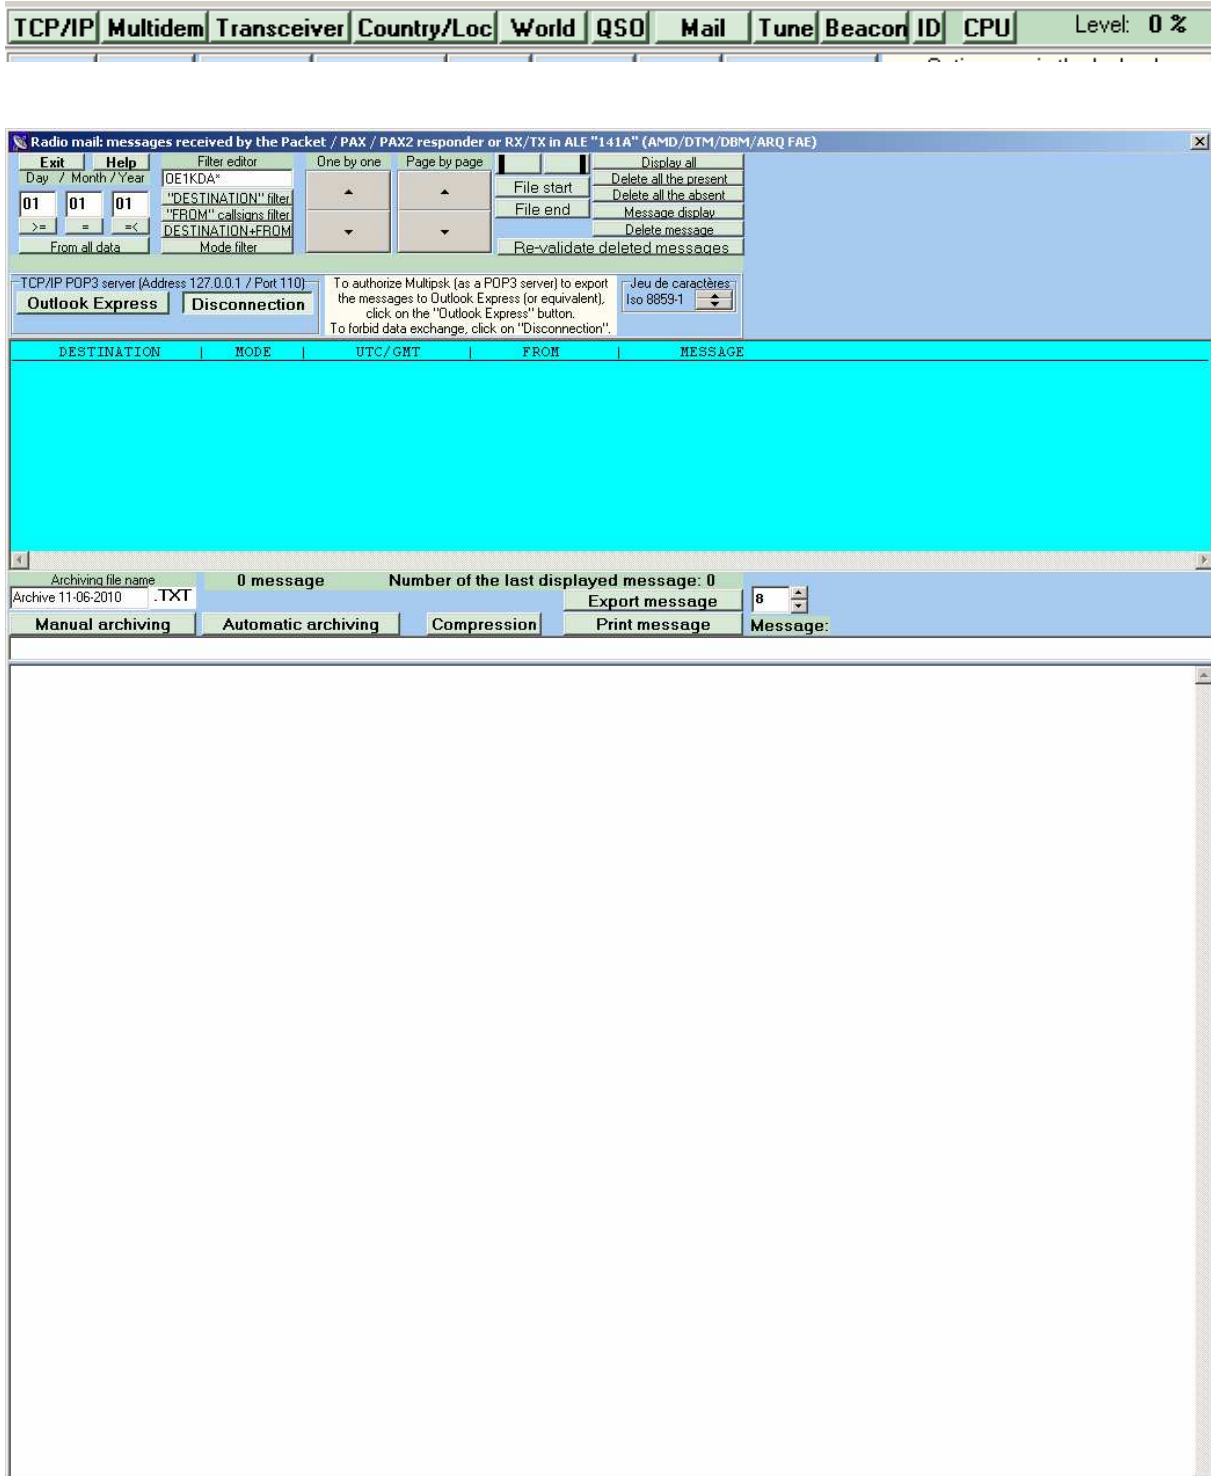 TCP/IP Multidem Transceiver Country/Loc World QSO Mail Tune Beacon ID CPU Level: 0 %
Radio mail: messages received by the Packet / PAX / PAX2 responder or RX/TX in ALE "141A" (AMD/DTM/DBM/ARQ FAE)
Exit Help Filter editor One by one Page by page Display all
Day / Month / Year OE1KDA* File start Delete all the present
01 01 01 "DESTINATION" filter Delete all the absent
"FROM" callsigns filter File end Message display
>= = =< DESTINATION+FROM Delete message
From all data Mode filter Re-validate deleted messages
TCP/IP POP3 server (Address 127.0.0.1 / Port 110) To authorize Multipsk (as a POP3 server) to export Jeu de caractères
Outlook Express Disconnection the messages to Outlook Express (or equivalent), Iso 8859-1
click on the "Outlook Express" button.
To forbid data exchange, click on "Disconnection".
DESTINATION | MODE | UTC/GMT | FROM | MESSAGE
Archiving file name 0 message Number of the last displayed message: 0
Archive 11-06-2010 .TXT Export message 8
Manual archiving Automatic archiving Compression Print message Message: